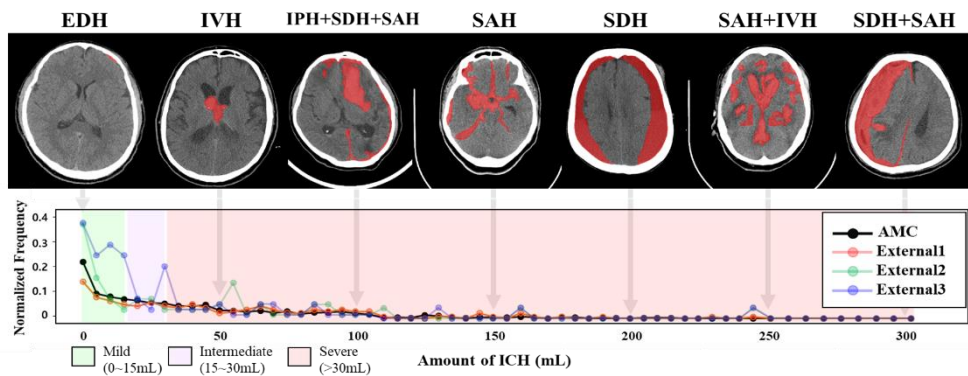 EDH IVH IPH+SDH+SAH SAH SDH SAH+IVH SDH+SAH
Normalized Frequency
0.4
0.3
0.2
0.1
0
AMC
External1
External2
External3
0 50 100 150 200 250 300
Mild
(0~15mL)
Intermediate
(15~30mL)
Severe
(>30mL)
Amount of ICH (mL)